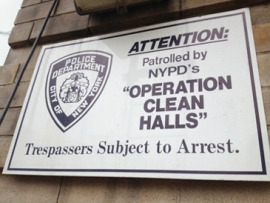 POLICE
DEPARTMENT
CITY OF
NEW YORK
ATTENTION:
Patrolled by
NYPD's
"OPERATION
CLEAN
HALLS"
Trespassers Subject to Arrest.